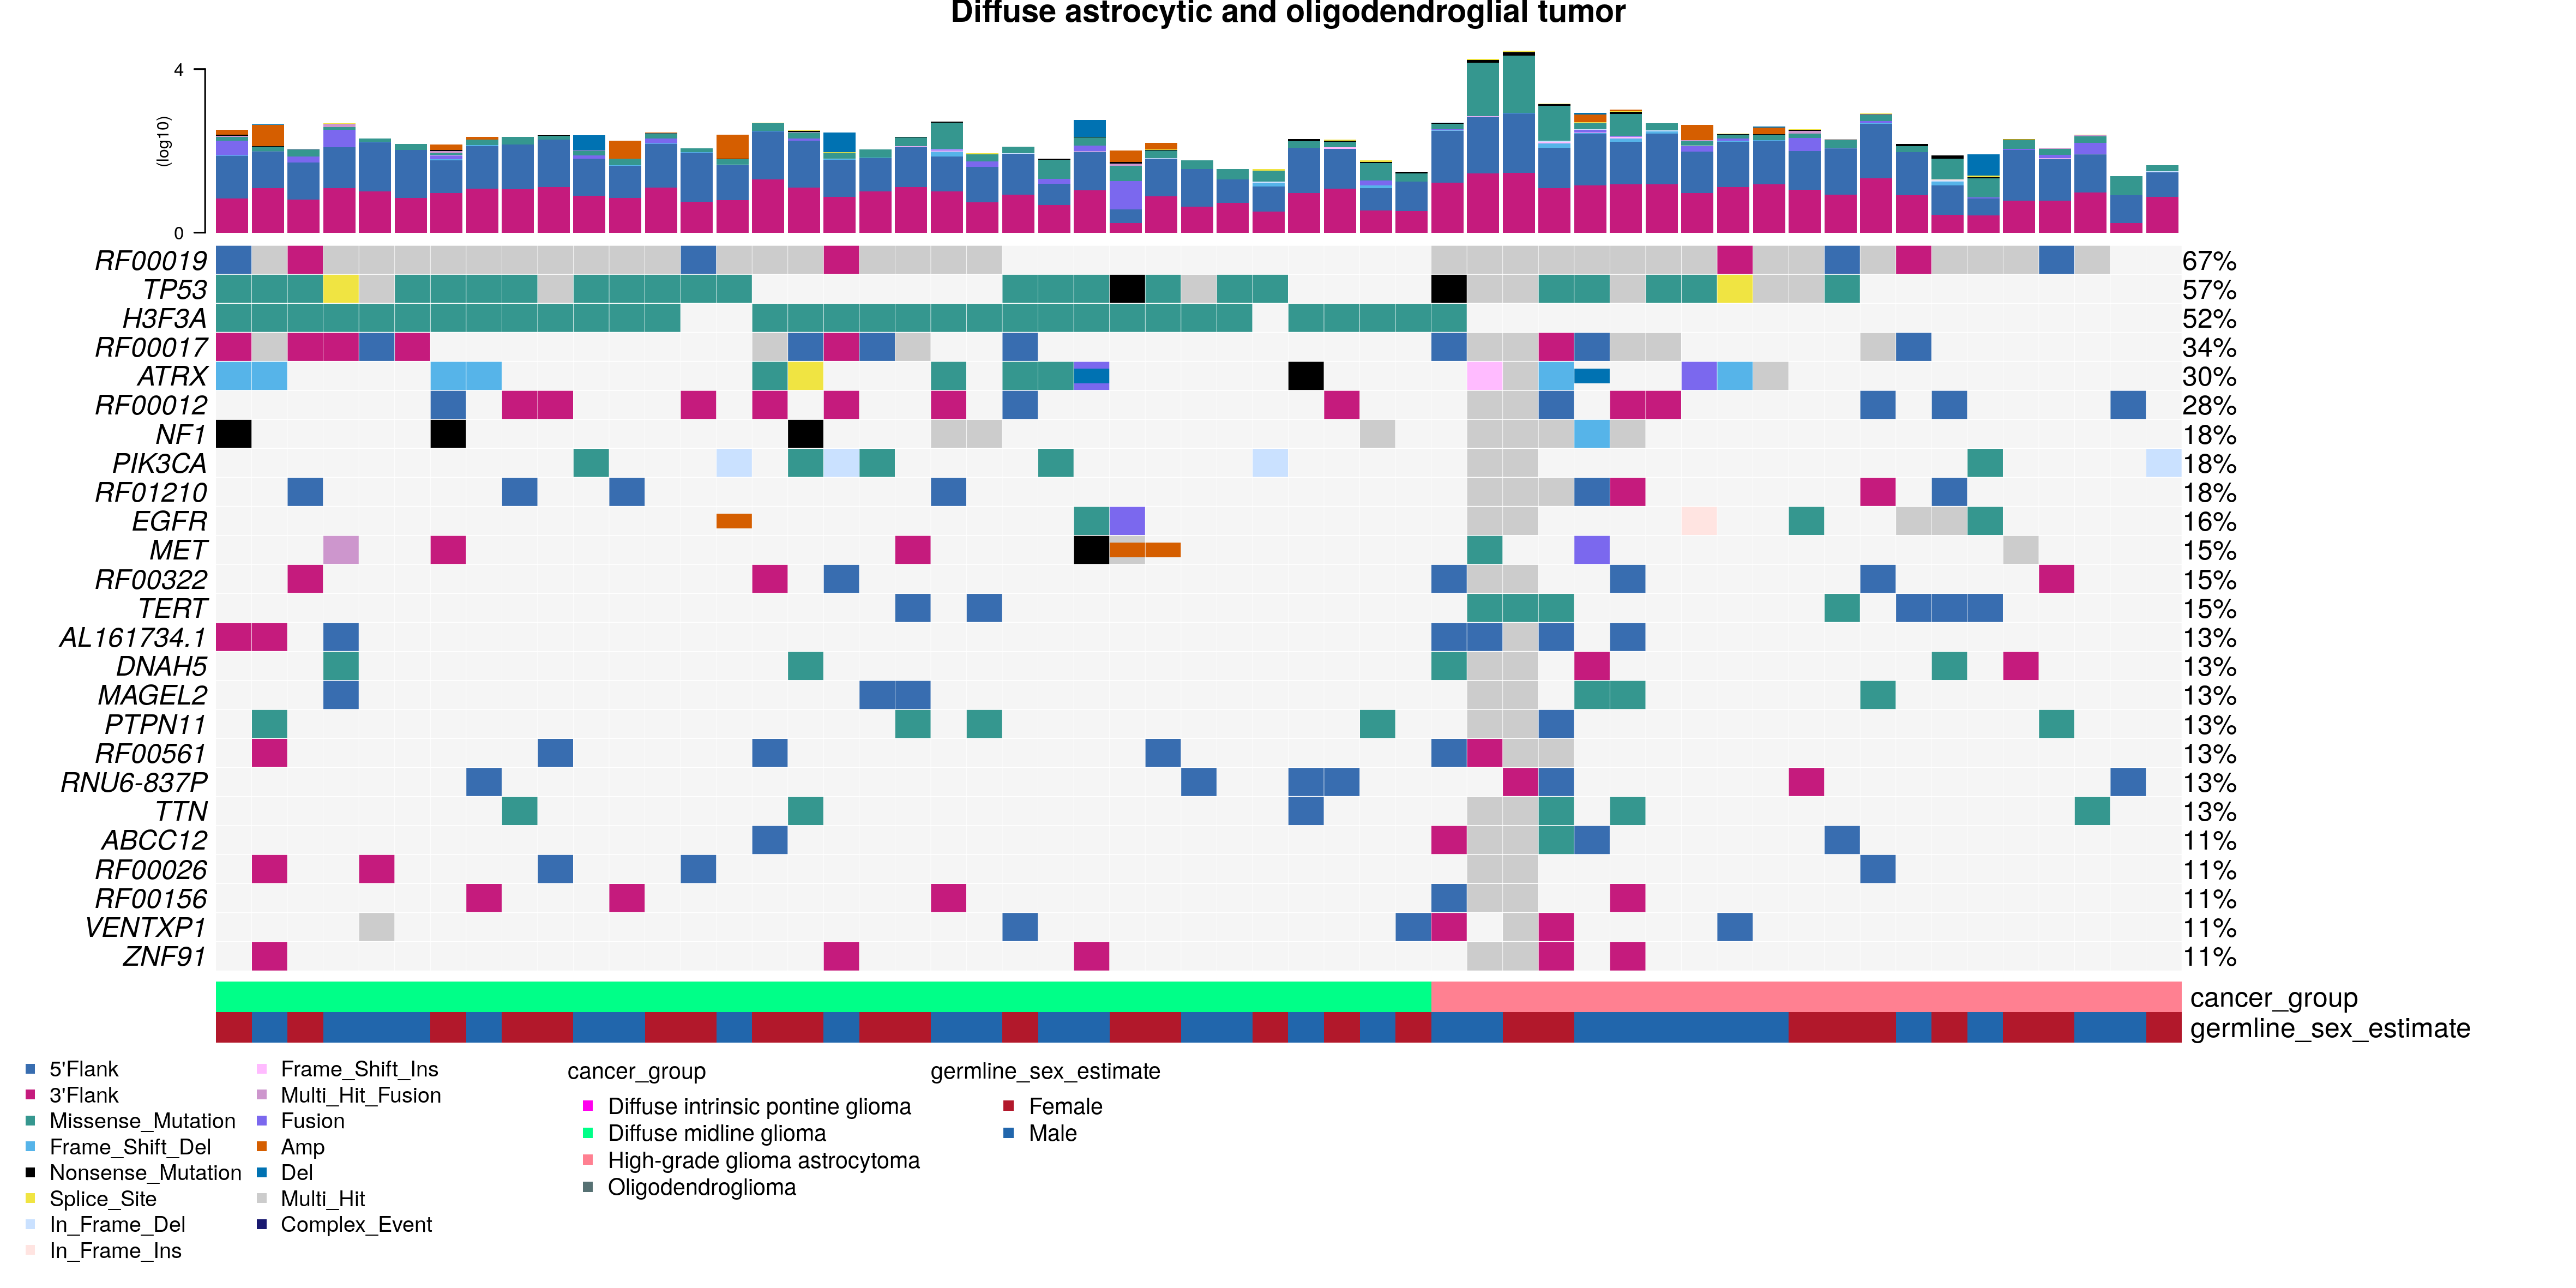 Diffuse astrocytic and oligodendroglial tumor
4
(log10)
0
RF00019 67%
TP53 57%
H3F3A 52%
RF00017 34%
ATRX 30%
RF00012 28%
NF1 18%
PIK3CA 18%
RF01210 18%
EGFR 16%
MET 15%
RF00322 15%
TERT 15%
AL161734.1 13%
DNAH5 13%
MAGEL2 13%
PTPN11 13%
RF00561 13%
RNU6-837P 13%
TTN 13%
ABCC12 11%
RF00026 11%
RF00156 11%
VENTXP1 11%
ZNF91 11%
cancer_group
germline_sex_estimate
5'Flank
3'Flank
Missense_Mutation
Frame_Shift_Del
Nonsense_Mutation
Splice_Site
In_Frame_Del
In_Frame_Ins
Frame_Shift_Ins
Multi_Hit_Fusion
Fusion
Amp
Del
Multi_Hit
Complex_Event
cancer_group
Diffuse intrinsic pontine glioma
Diffuse midline glioma
High-grade glioma astrocytoma
Oligodendroglioma
germline_sex_estimate
Female
Male